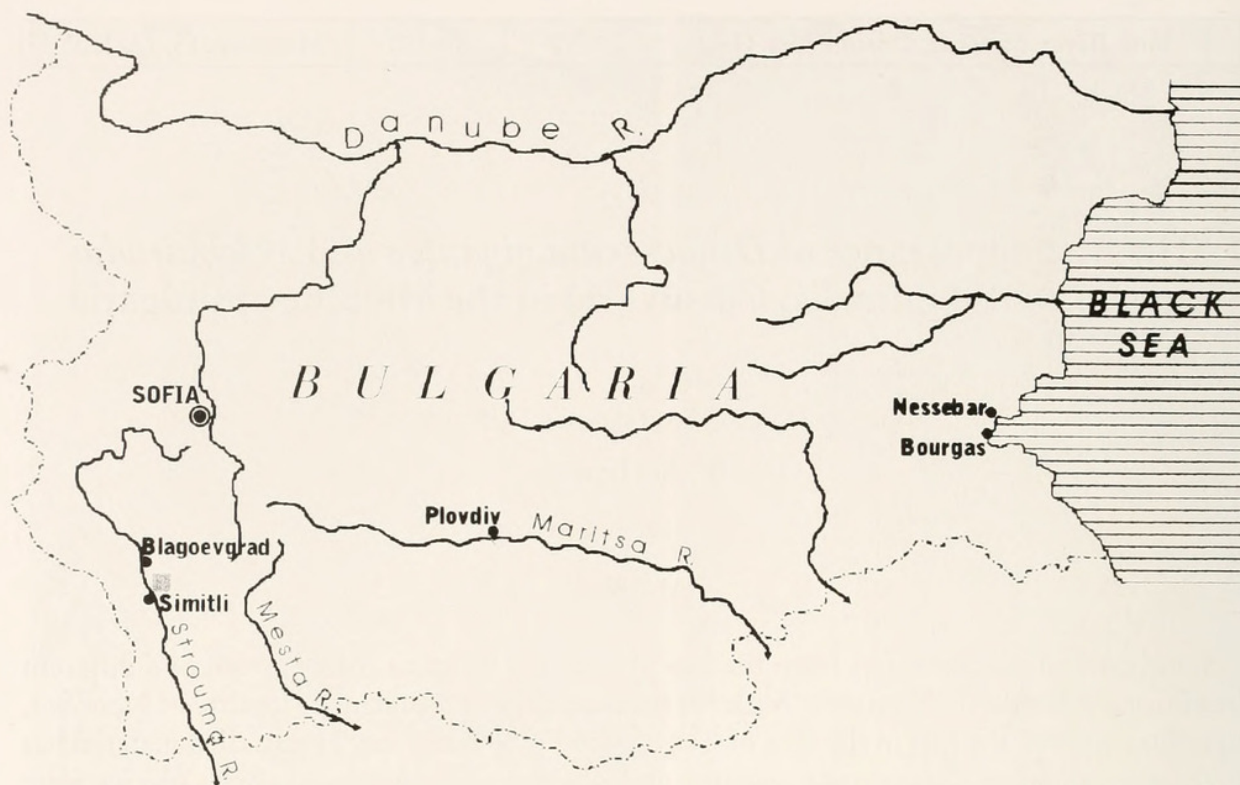 Danube R.
BLACK
SEA
BULGARIA
SOFIA
Nessebar
Bourgas
Plovdiv
Maritsa R.
Blagoevgrad
Simitli
Strouma R.
Mesta R.